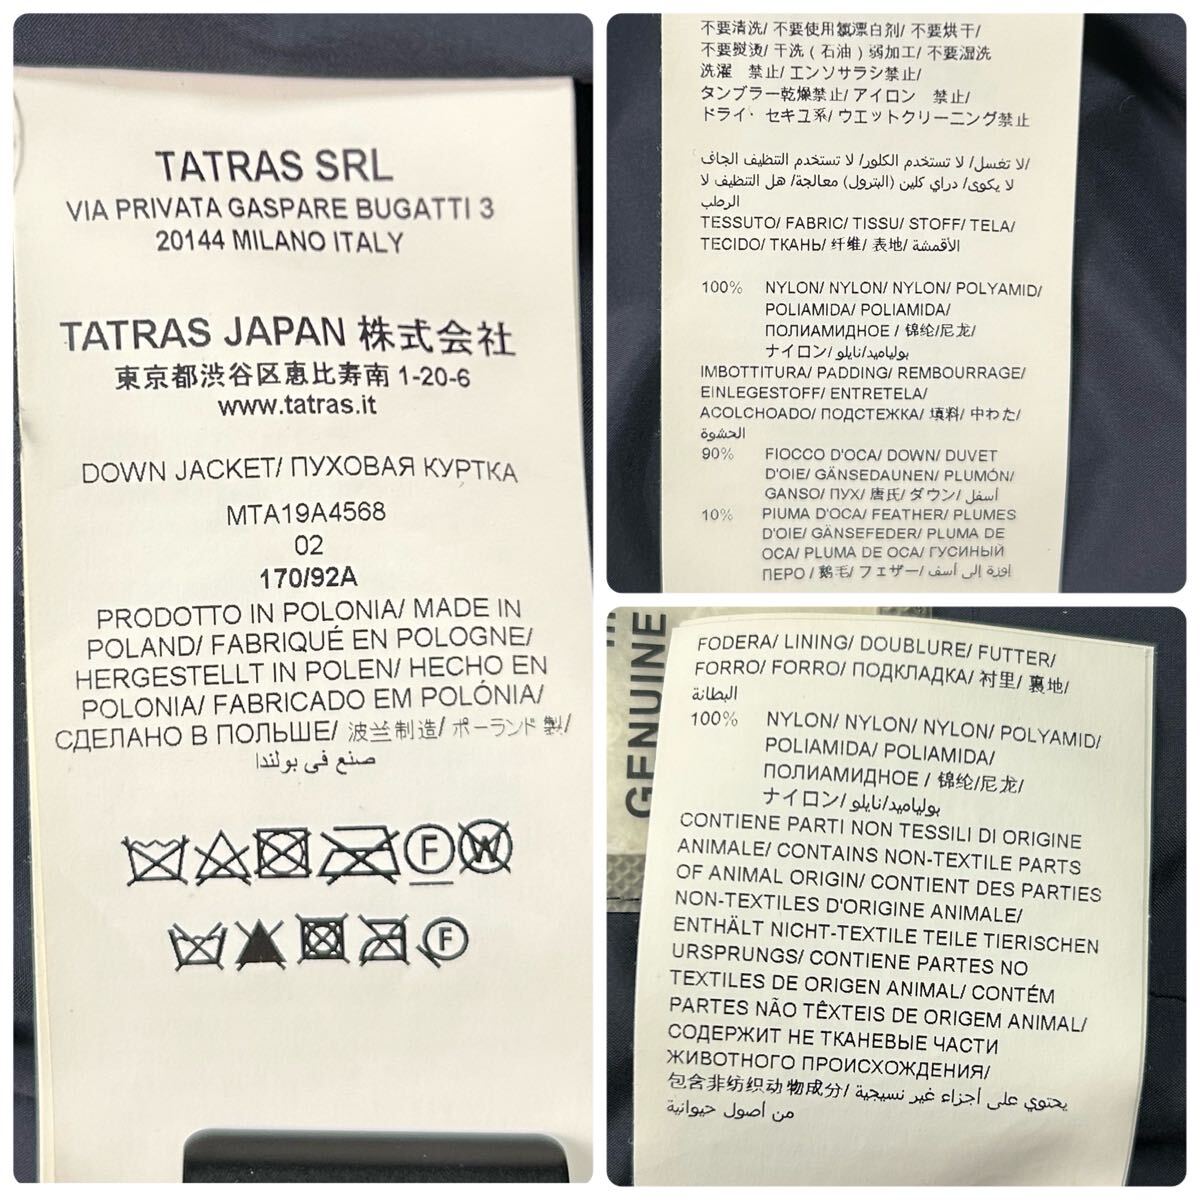 TATRAS SRL
VIA PRIVATA GASPARE BUGATTI 3
20144 MILANO ITALY
TATRAS JAPAN 株式会社
東京都渋谷区恵比寿南 1-20-6
www.tatras.it
DOWN JACKET/ ПУХОВАЯ КУРТКА
MTA19A4568
02
170/92A
PRODOTTO IN POLONIA/ MADE IN
POLAND/ FABRIQUÉ EN POLOGNE/
HERGESTELLT IN POLEN/ HECHO EN
POLONIA/ FABRICADO EM POLÓNIA/
СДЕЛАНО В ПОЛЬШЕ/ 波兰制造/ ポーランド 製/
صنع في بولندا
F W
F
不要清洗/ 不要使用氯漂白剂/ 不要烘干/
不要熨烫/ 干洗（石油）弱加工/ 不要湿洗
洗濯 禁止/ エンソサラシ禁止/
タンブラー乾燥禁止/ アイロン 禁止/
ドライ・ セキユ系/ ウエットクリーニング禁止
لا تغسل/ لا تستخدم الكلور/ لا تستخدم التنظيف الجاف/
لا يكوى/ دراي كلين (البترول) معالجة/ هل التنظيف لا
الرطب
TESSUTO/ FABRIC/ TISSU/ STOFF/ TELA/
TECIDO/ ТКАНЬ/ 纤维/ 表地/ الأقمشة
100% NYLON/ NYLON/ NYLON/ POLYAMID/
POLIAMIDA/ POLIAMIDA/
ПОЛИАМИДНОЕ / 锦纶/尼龙/
ナイロン/ بولياميد/نايلو
IMBOTTITURA/ PADDING/ REMBOURRAGE/
EINLEGESTOFF/ ENTRETELA/
ACOLCHOADO/ ПОДСТЕЖКА/ 填料/ 中わた/
الحشوة
90% FIOCCO D'OCA/ DOWN/ DUVET
D'OIE/ GÄNSEDAUNEN/ PLUMÓN/
GANSO/ ПУХ/ 唐氏/ ダウン/ أسفل
10% PIUMA D'OCA/ FEATHER/ PLUMES
D'OIE/ GÄNSEFEDER/ PLUMA DE
OCA/ PLUMA DE OCA/ ГУСИНЫЙ
ПЕРО / 鹅毛/ フェザー/ إوزة إلى أسف
GENUINE
FODERA/ LINING/ DOUBLURE/ FUTTER/
FORRO/ FORRO/ ПОДКЛАДКА/ 衬里/ 裏地/
البطانة
100% NYLON/ NYLON/ NYLON/ POLYAMID/
POLIAMIDA/ POLIAMIDA/
ПОЛИАМИДНОЕ / 锦纶/尼龙/
ナイロン/ بولياميد/نايلو
CONTIENE PARTI NON TESSILI DI ORIGINE
ANIMALE/ CONTAINS NON-TEXTILE PARTS
OF ANIMAL ORIGIN/ CONTIENT DES PARTIES
NON-TEXTILES D'ORIGINE ANIMALE/
ENTHÄLT NICHT-TEXTILE TEILE TIERISCHEN
URSPRUNGS/ CONTIENE PARTES NO
TEXTILES DE ORIGEN ANIMAL/ CONTÉM
PARTES NÃO TÊXTEIS DE ORIGEM ANIMAL/
СОДЕРЖИТ НЕ ТКАНЕВЫЕ ЧАСТИ
ЖИВОТНОГО ПРОИСХОЖДЕНИЯ/
包含非纺织动物成分/ يحتوي على أجزاء غير نسيجية
من أصول حيوانية